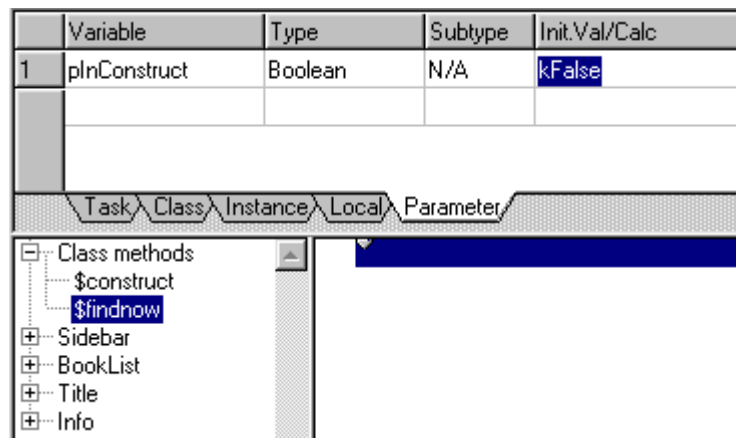 Variable Type Subtype Init.Val/Calc
1 pInConstruct Boolean N/A kFalse
Task Class Instance Local Parameter
Class methods
$construct
$findnow
Sidebar
BookList
Title
Info